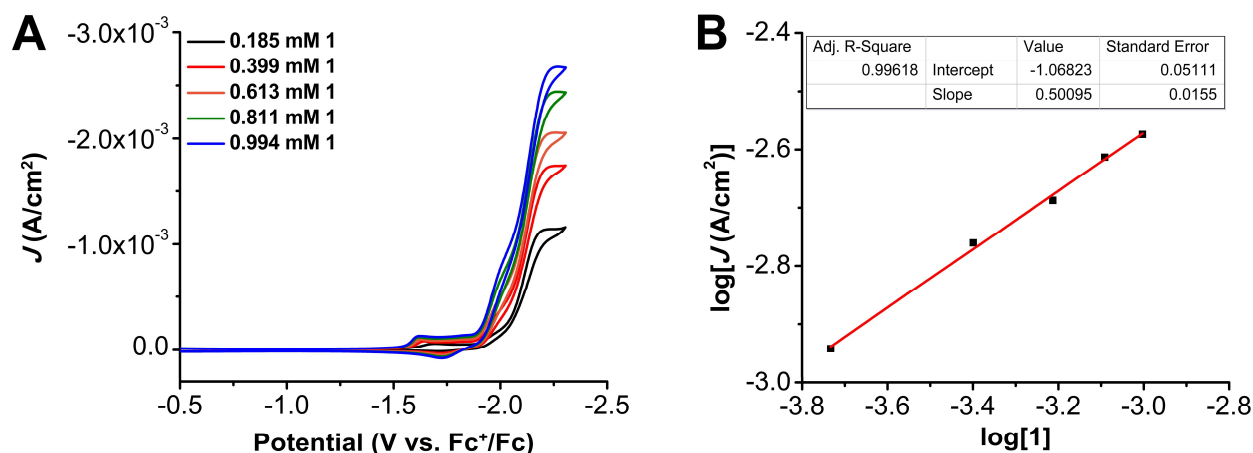 A
-3.0x10⁻³
-2.0x10⁻³
-1.0x10⁻³
0.0
J (A/cm²)
0.185 mM 1
0.399 mM 1
0.613 mM 1
0.811 mM 1
0.994 mM 1
-0.5 -1.0 -1.5 -2.0 -2.5
Potential (V vs. Fc⁺/Fc)
B
-2.4
-2.6
-2.8
-3.0
log[J (A/cm²)]
Adj. R-Square Value Standard Error
0.99618 Intercept -1.06823 0.05111
Slope 0.50095 0.0155
-3.8 -3.6 -3.4 -3.2 -3.0 -2.8
log[1]